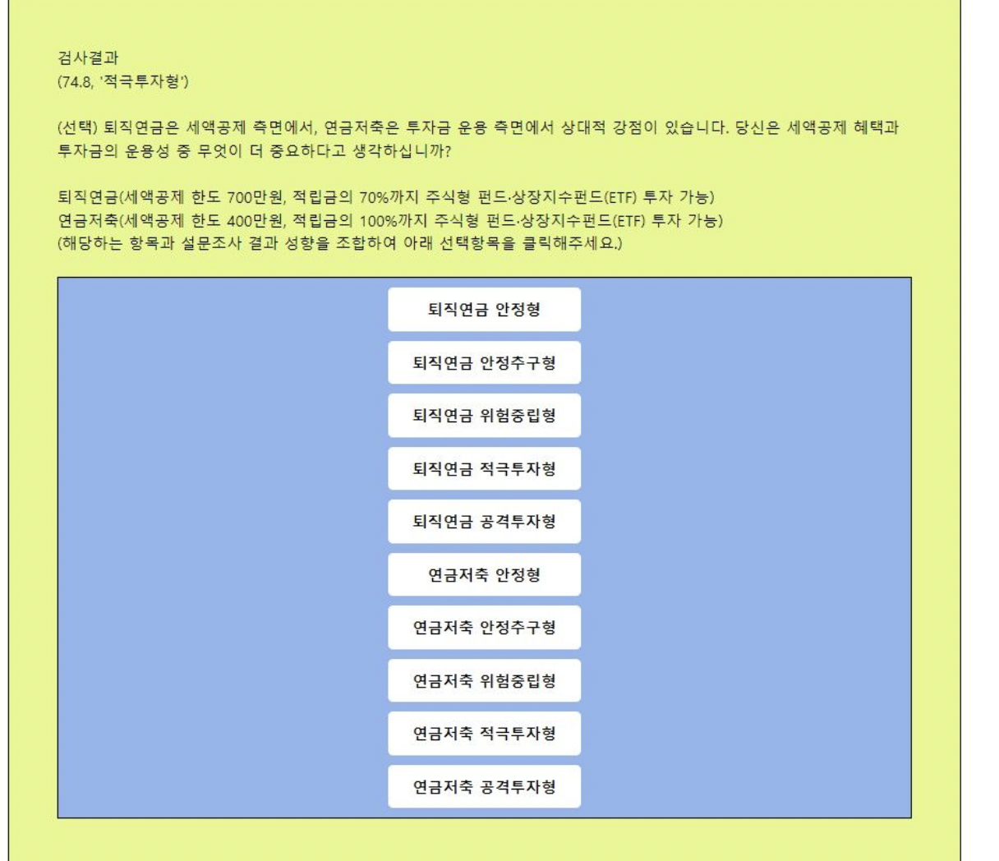 검사결과
(74.8, '적극투자형')
(선택) 퇴직연금은 세액공제 측면에서, 연금저축은 투자금 운용 측면에서 상대적 강점이 있습니다. 당신은 세액공제 혜택과
투자금의 운용성 중 무엇이 더 중요하다고 생각하십니까?
퇴직연금(세액공제 한도 700만원, 적립금의 70%까지 주식형 펀드·상장지수펀드(ETF) 투자 가능)
연금저축(세액공제 한도 400만원, 적립금의 100%까지 주식형 펀드·상장지수펀드(ETF) 투자 가능)
(해당하는 항목과 설문조사 결과 성향을 조합하여 아래 선택항목을 클릭해주세요.)
퇴직연금 안정형
퇴직연금 안정추구형
퇴직연금 위험중립형
퇴직연금 적극투자형
퇴직연금 공격투자형
연금저축 안정형
연금저축 안정추구형
연금저축 위험중립형
연금저축 적극투자형
연금저축 공격투자형